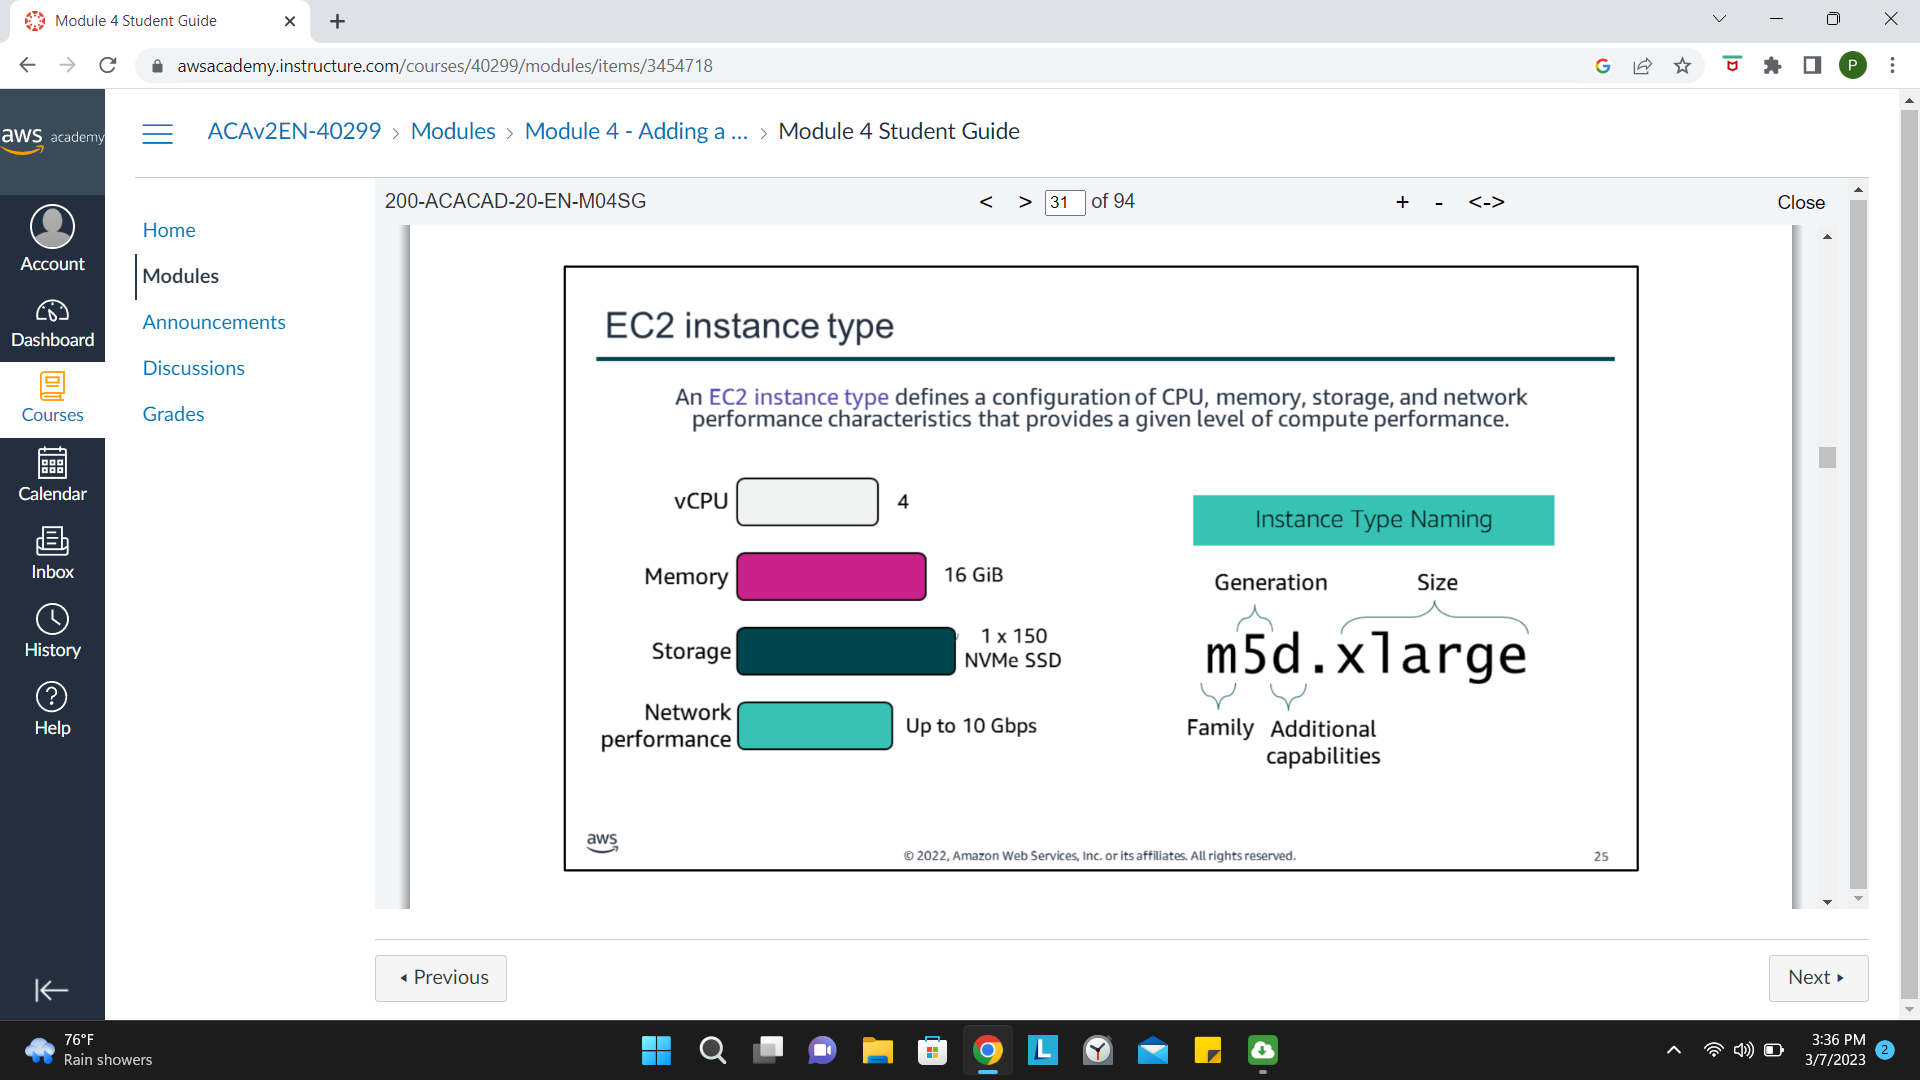 Module 4 Student Guide
awsacademy.instructure.com/courses/40299/modules/items/3454718
P
aws academy
ACAv2EN-40299 > Modules > Module 4 - Adding a ... > Module 4 Student Guide
200-ACACAD-20-EN-M04SG
< > 31 of 94
+ - <-> Close
Account
Dashboard
Courses
Calendar
Inbox
History
Help
Home
Modules
Announcements
Discussions
Grades
EC2 instance type
An EC2 instance type defines a configuration of CPU, memory, storage, and network
performance characteristics that provides a given level of compute performance.
vCPU 4
Memory 16 GiB
Storage 1 x 150
NVMe SSD
Network
performance Up to 10 Gbps
Instance Type Naming
Generation Size
m5d.xlarge
Family Additional
capabilities
aws
© 2022, Amazon Web Services, Inc. or its affiliates. All rights reserved.
25
Previous
Next
76°F
Rain showers
L
3:36 PM
3/7/2023
2